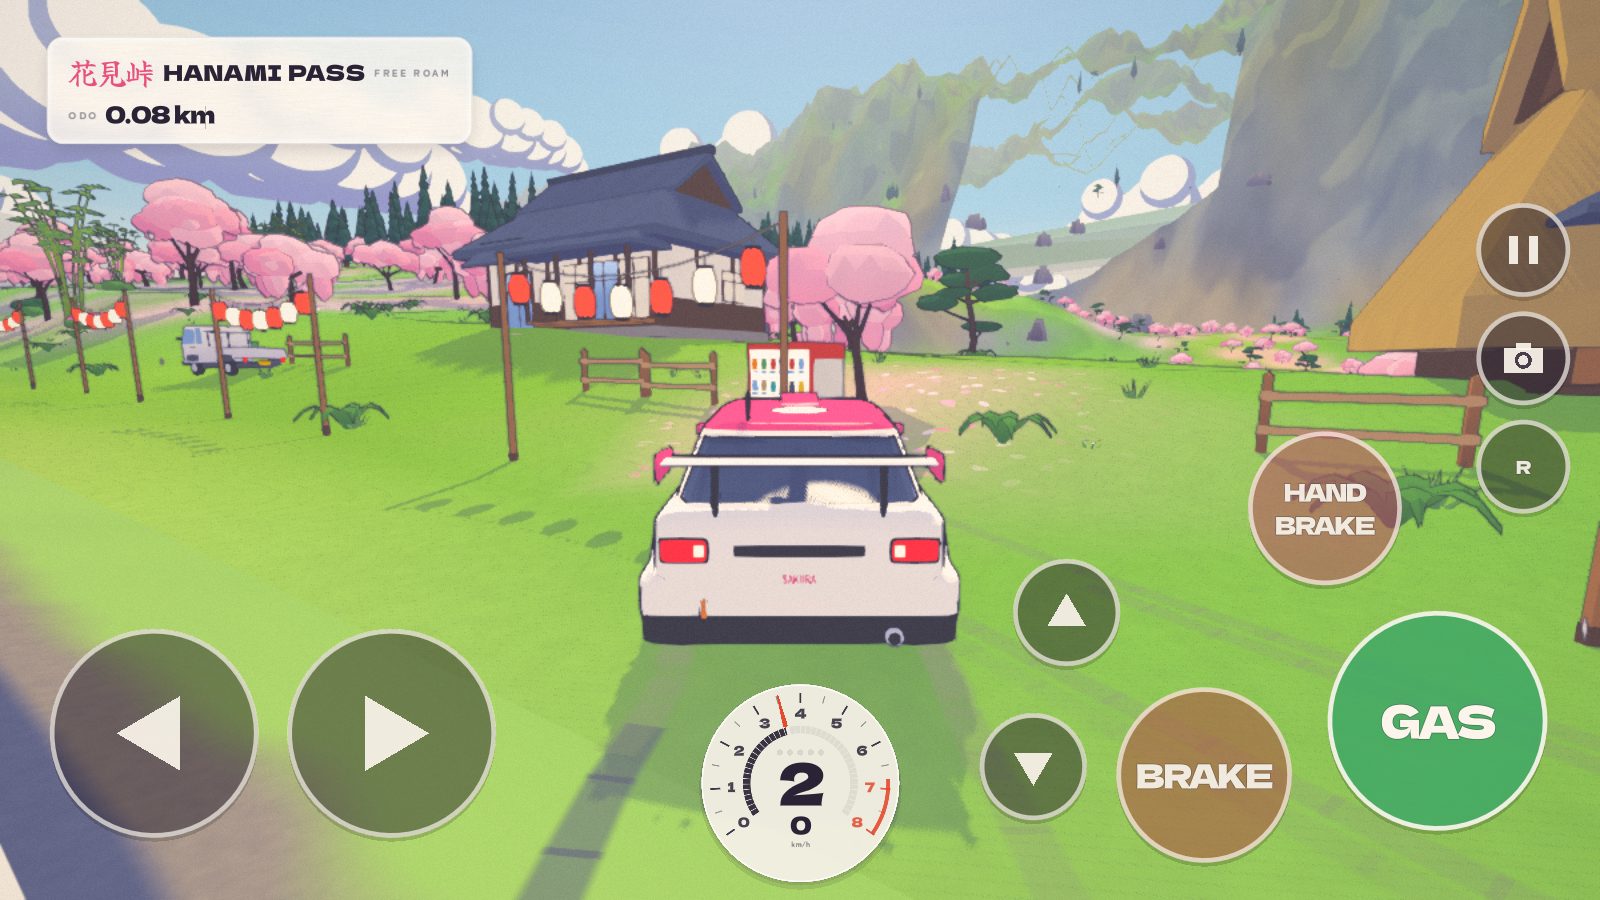 花見峠 HANAMI PASS FREE ROAM
ODO 0.08 km
R
HAND
BRAKE
SAKURA
GAS
BRAKE
0 1 2 3 4 5 6 7 8
2
0
km/h